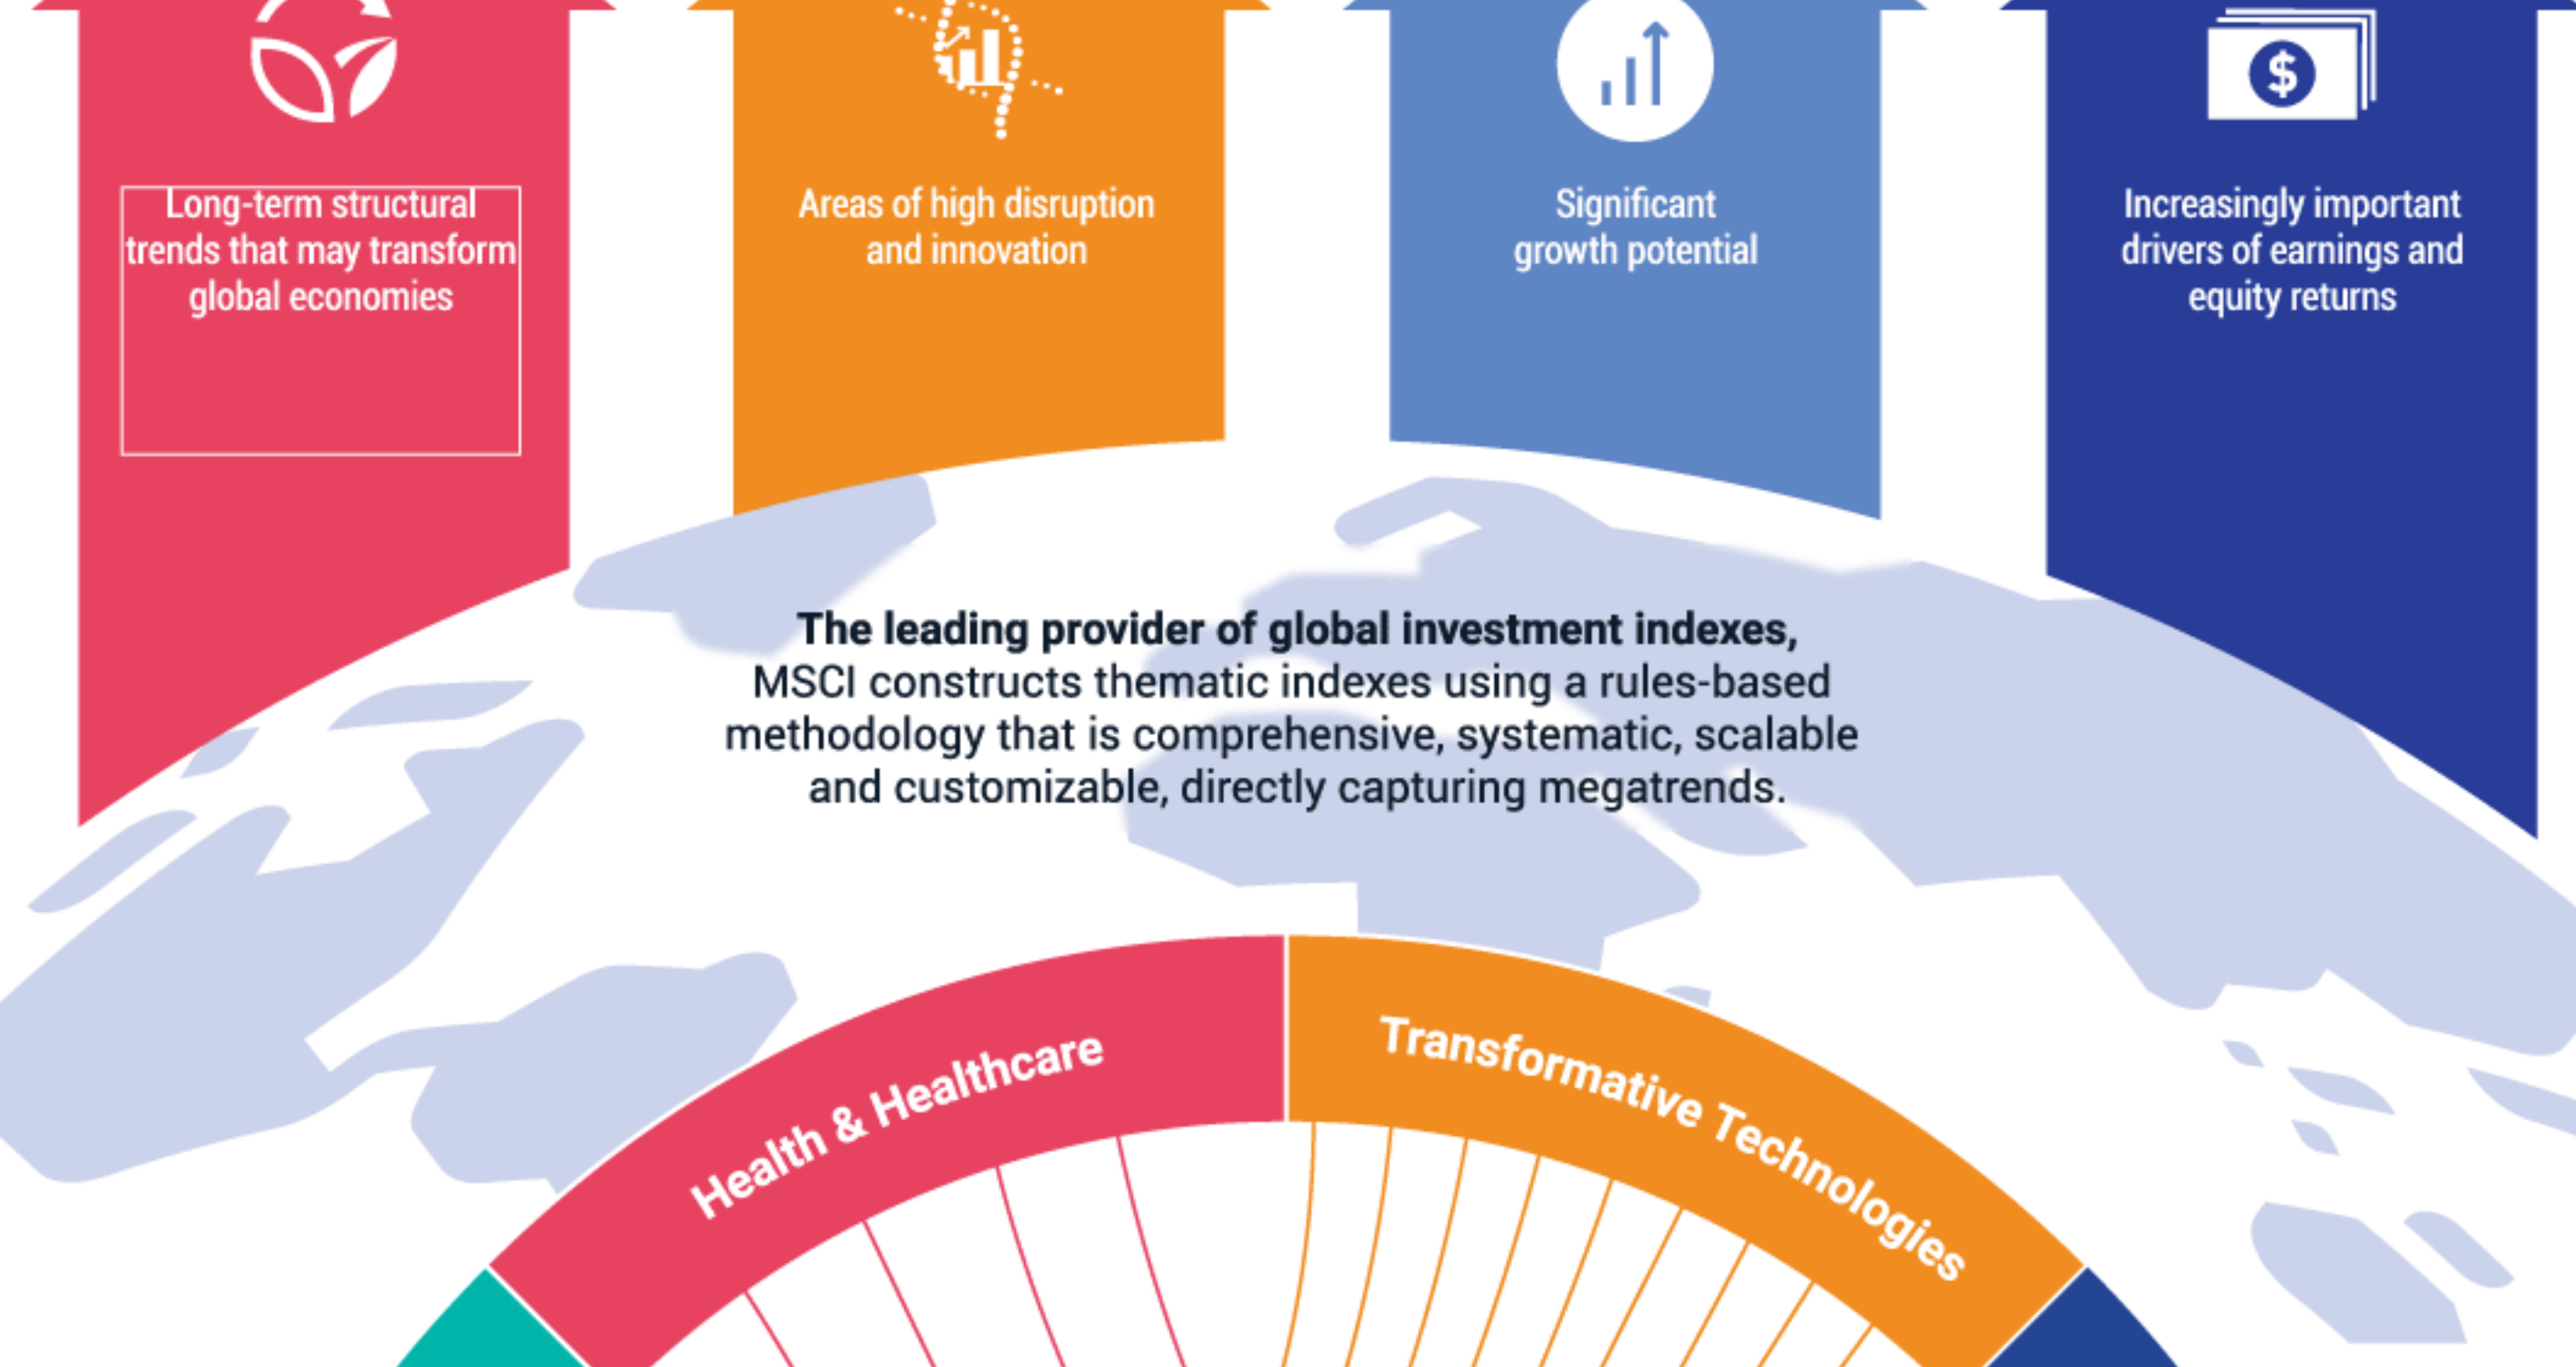 $
Long-term structural
trends that may transform
global economies
Areas of high disruption
and innovation
Significant
growth potential
Increasingly important
drivers of earnings and
equity returns
The leading provider of global investment indexes,
MSCI constructs thematic indexes using a rules-based
methodology that is comprehensive, systematic, scalable
and customizable, directly capturing megatrends.
Health & Healthcare
Transformative Technologies